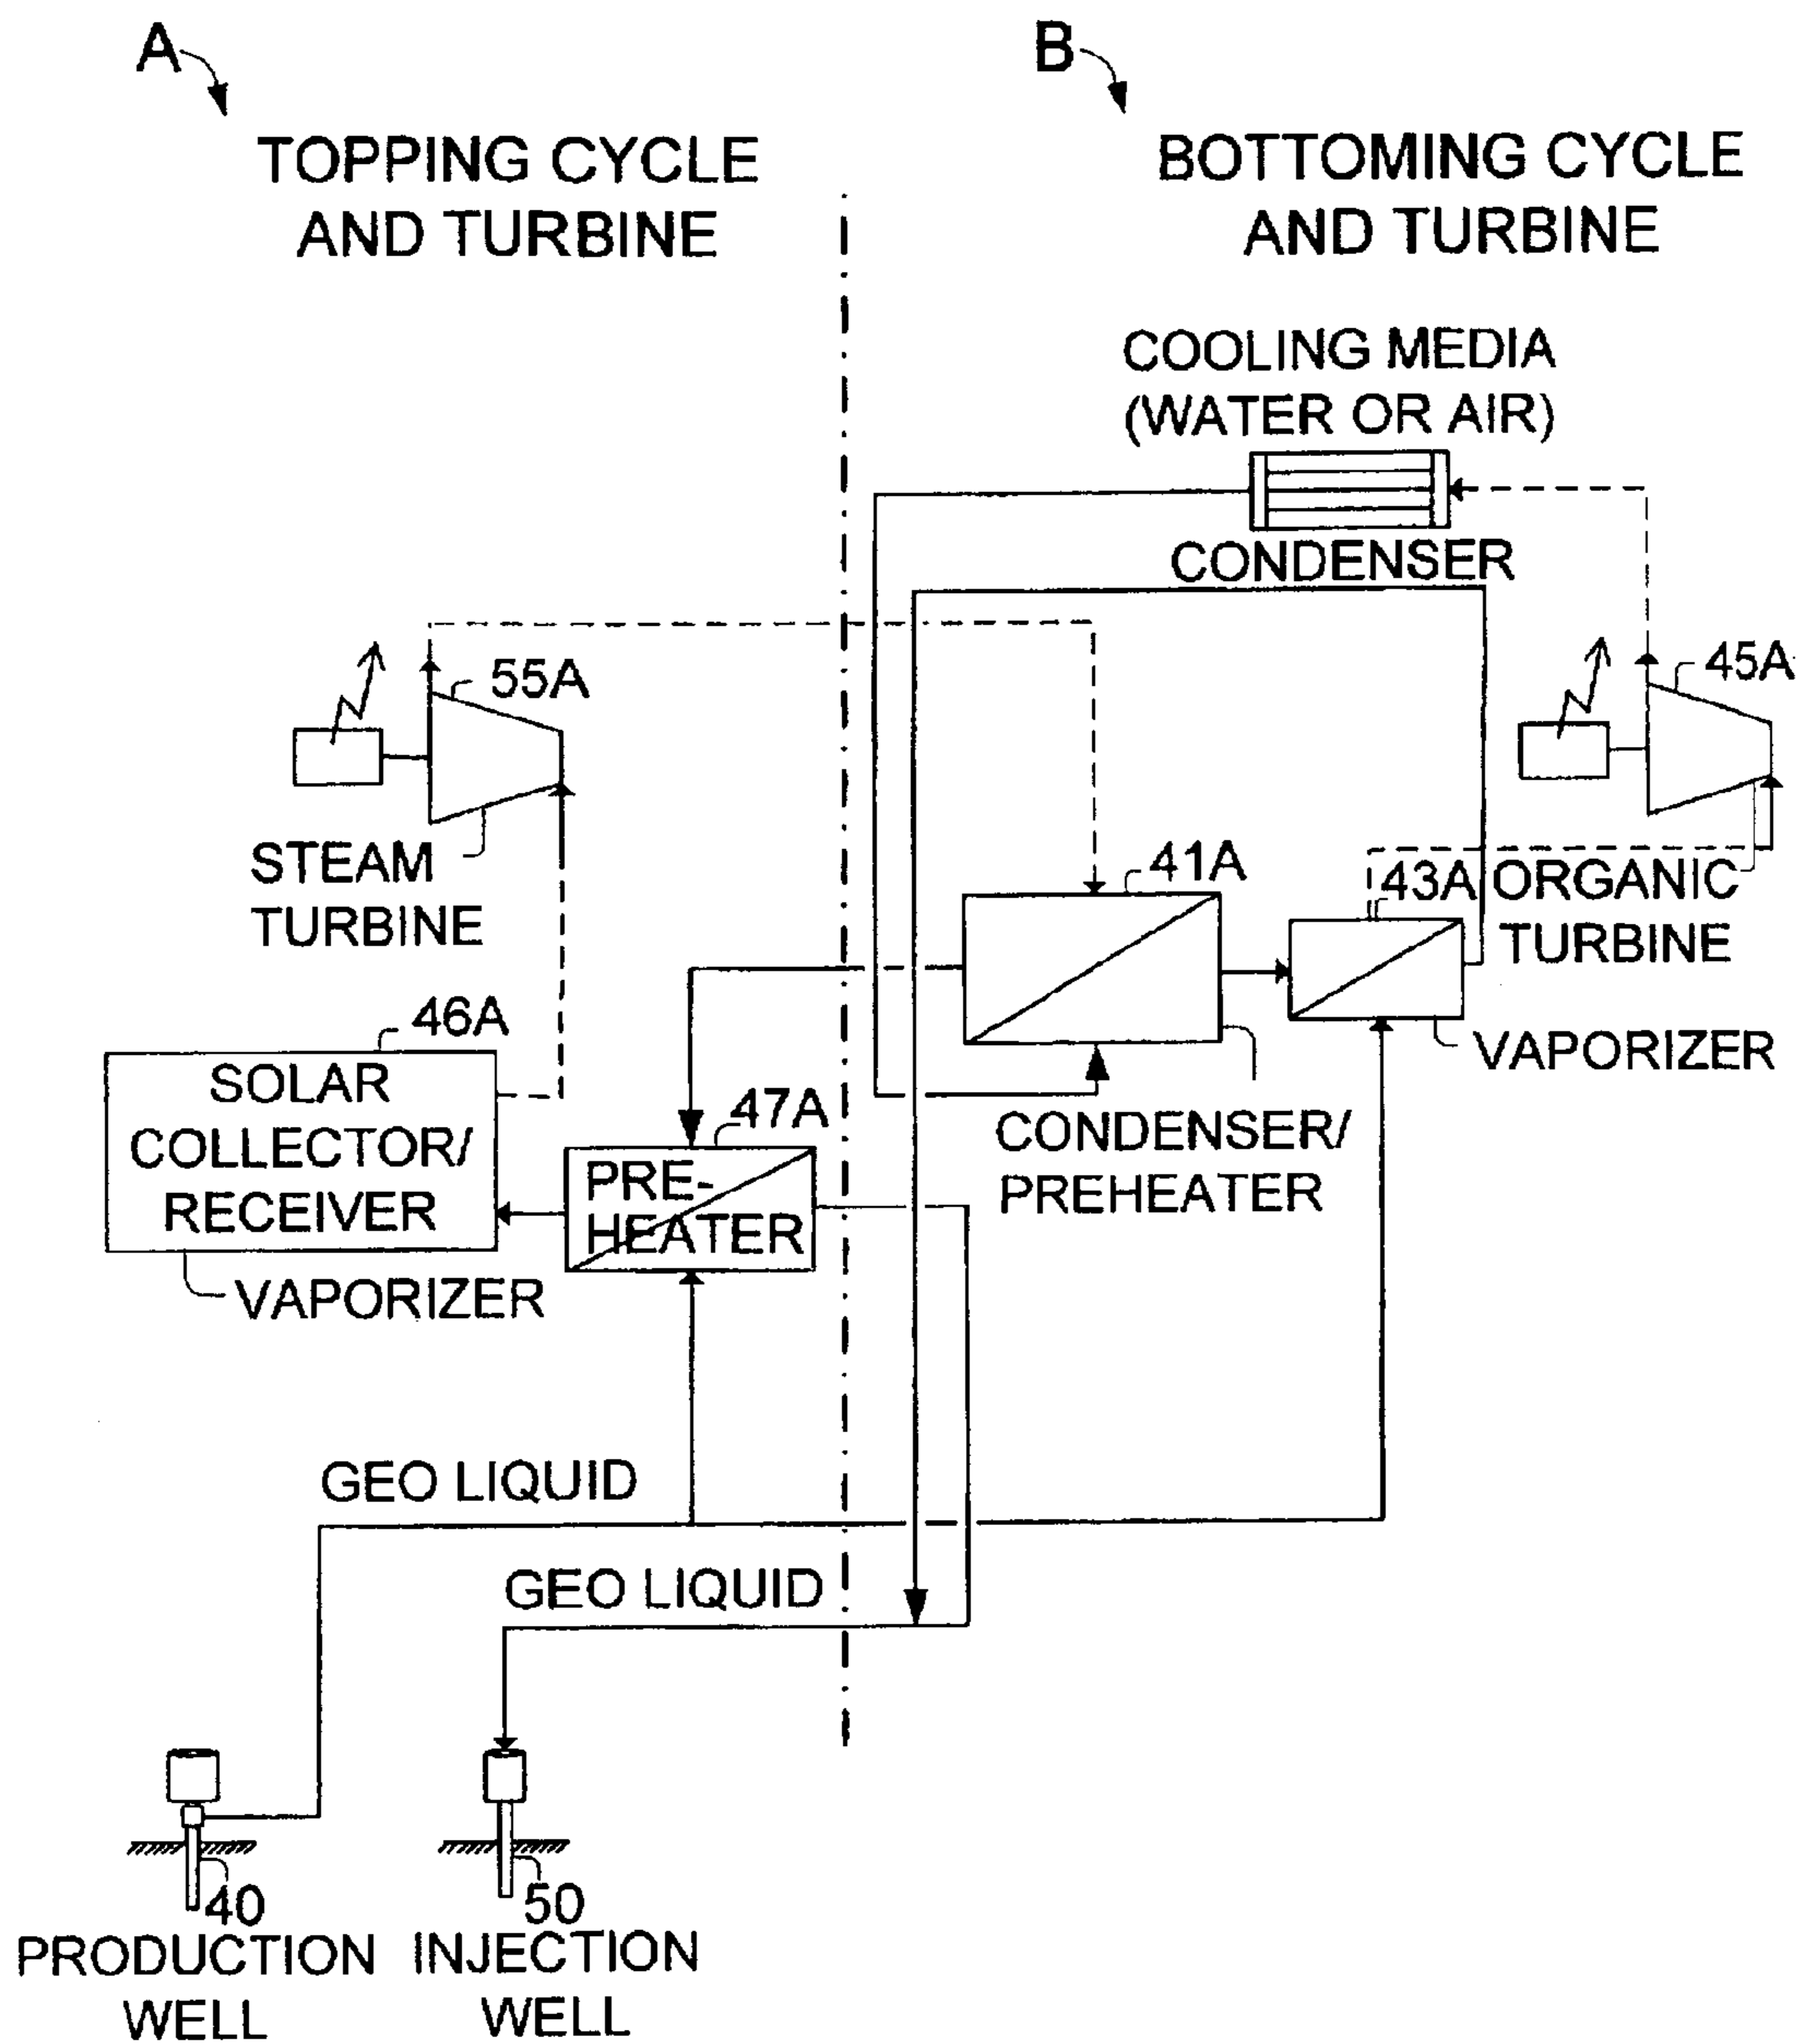 A
B
TOPPING CYCLE
AND TURBINE
BOTTOMING CYCLE
AND TURBINE
COOLING MEDIA
(WATER OR AIR)
CONDENSER
55A
45A
STEAM
TURBINE
41A
43A
ORGANIC
TURBINE
46A
SOLAR
COLLECTOR/
RECEIVER
VAPORIZER
47A
PRE-
HEATER
CONDENSER/
PREHEATER
VAPORIZER
GEO LIQUID
GEO LIQUID
40
PRODUCTION
WELL
50
INJECTION
WELL